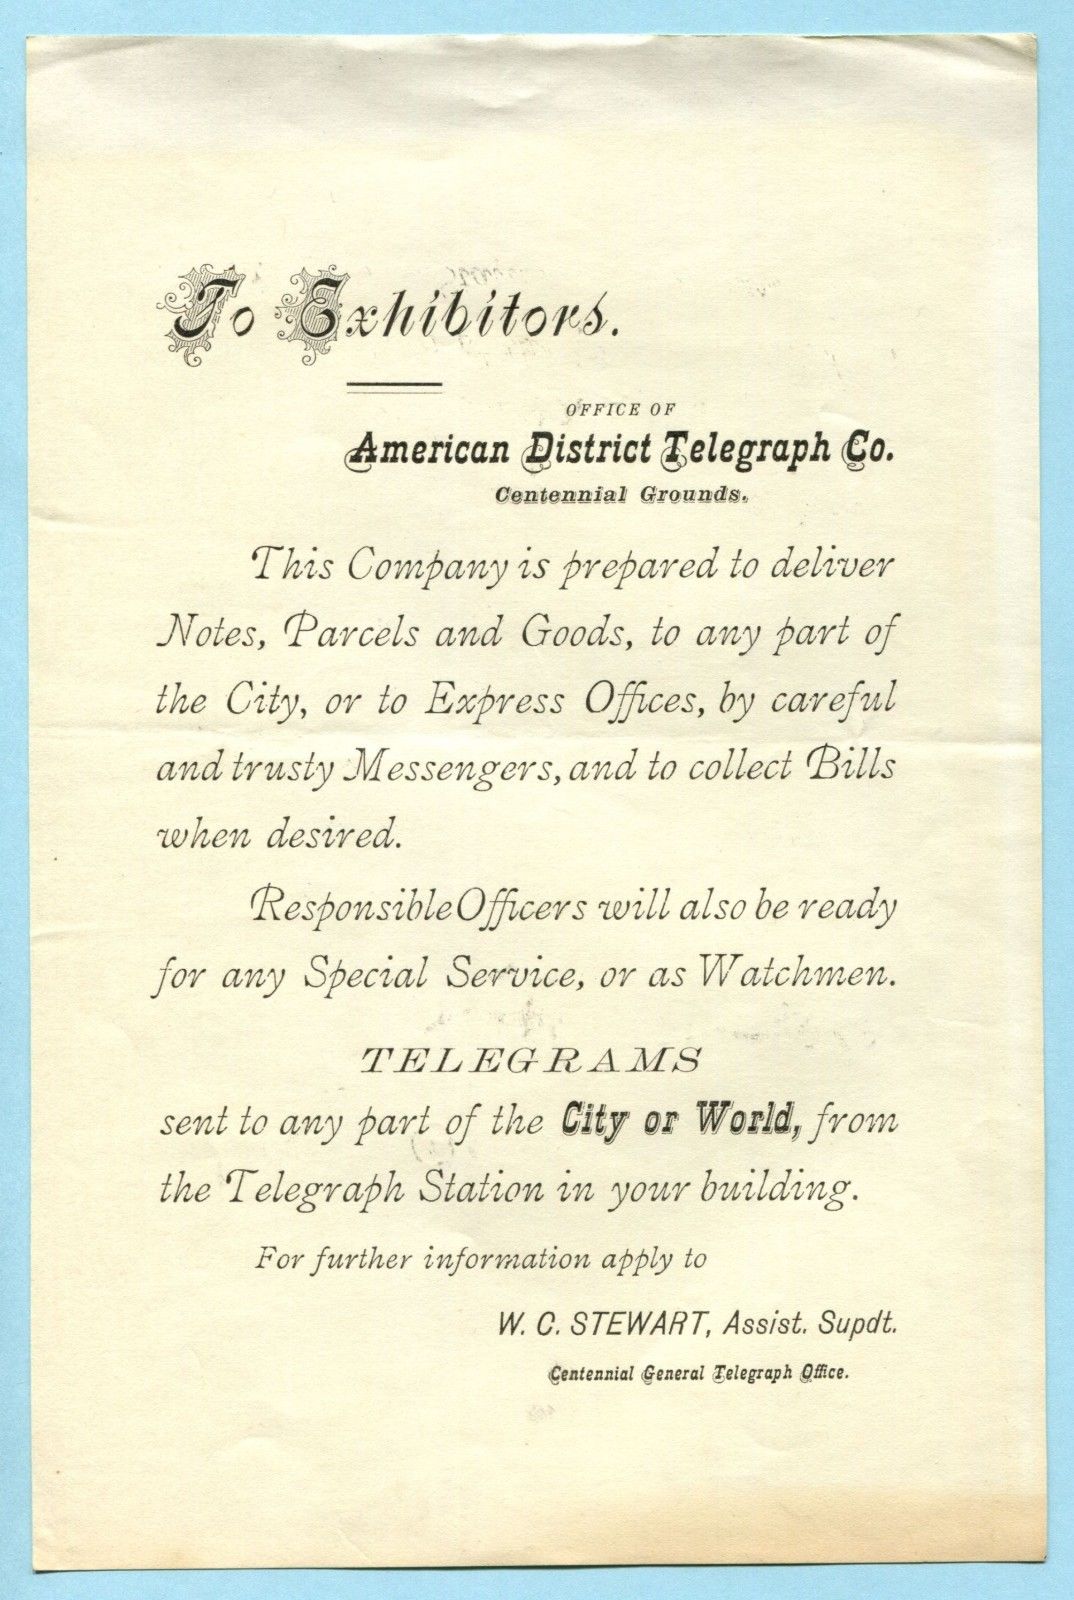 To Exhibitors.
OFFICE OF
American District Telegraph Co.
Centennial Grounds.
This Company is prepared to deliver
Notes, Parcels and Goods, to any part of
the City, or to Express Offices, by careful
and trusty Messengers, and to collect Bills
when desired.
Responsible Officers will also be ready
for any Special Service, or as Watchmen.
TELEGRAMS
sent to any part of the City or World, from
the Telegraph Station in your building.
For further information apply to
W. C. STEWART, Assist. Supdt.
Centennial General Telegraph Office.